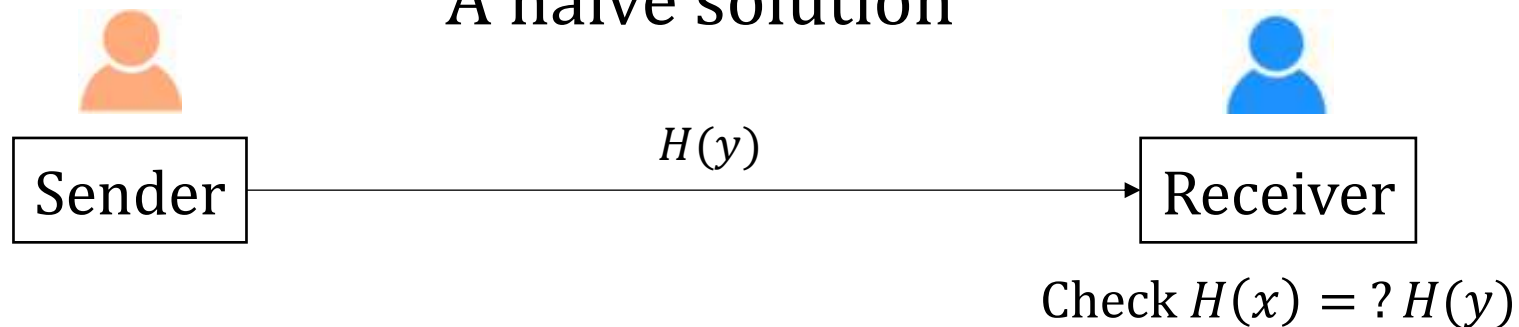 A naive solution
H(y)
Sender
Receiver
Check H(x) = ? H(y)